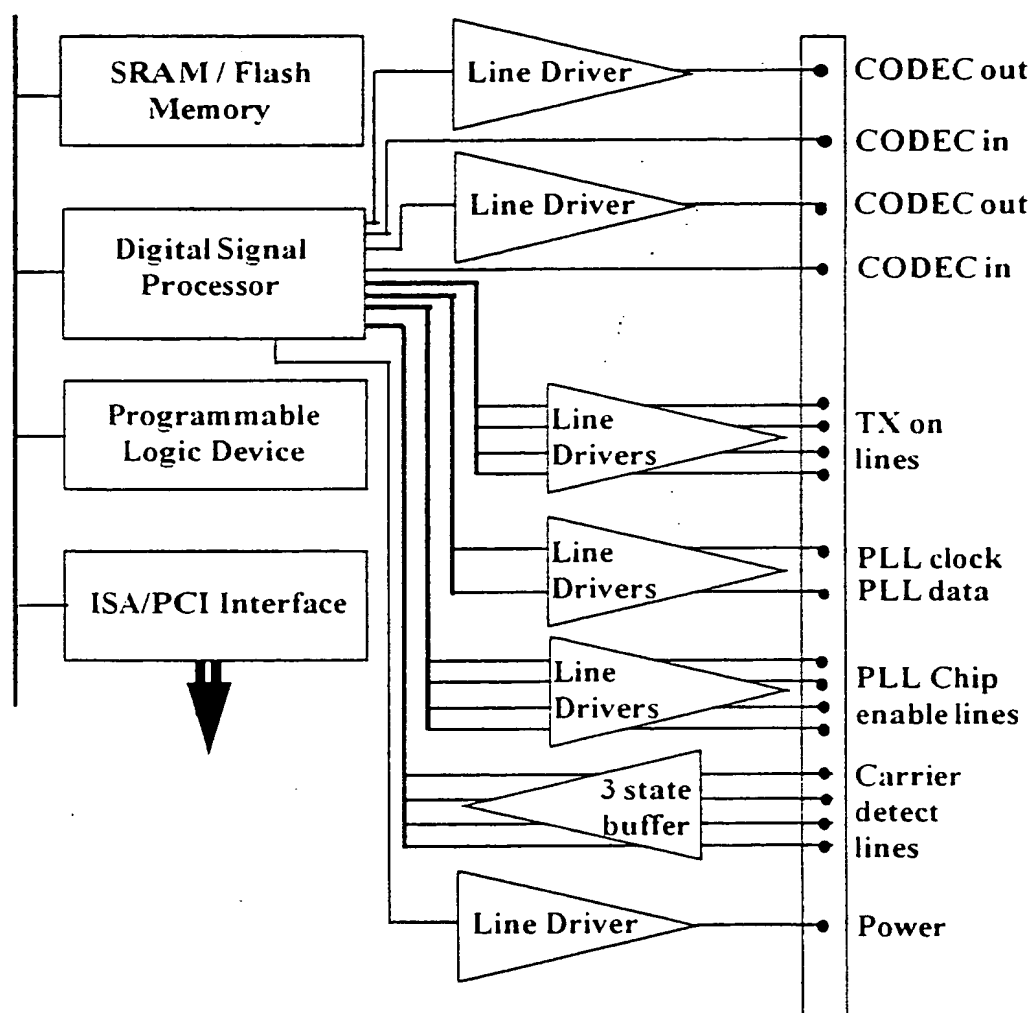 SRAM / Flash
Memory
Line Driver
CODEC out
CODEC in
Line Driver
CODEC out
Digital Signal
Processor
CODEC in
Programmable
Logic Device
Line
Drivers
TX on
lines
Line
Drivers
PLL clock
PLL data
ISA/PCI Interface
Line
Drivers
PLL Chip
enable lines
3 state
buffer
Carrier
detect
lines
Line Driver
Power